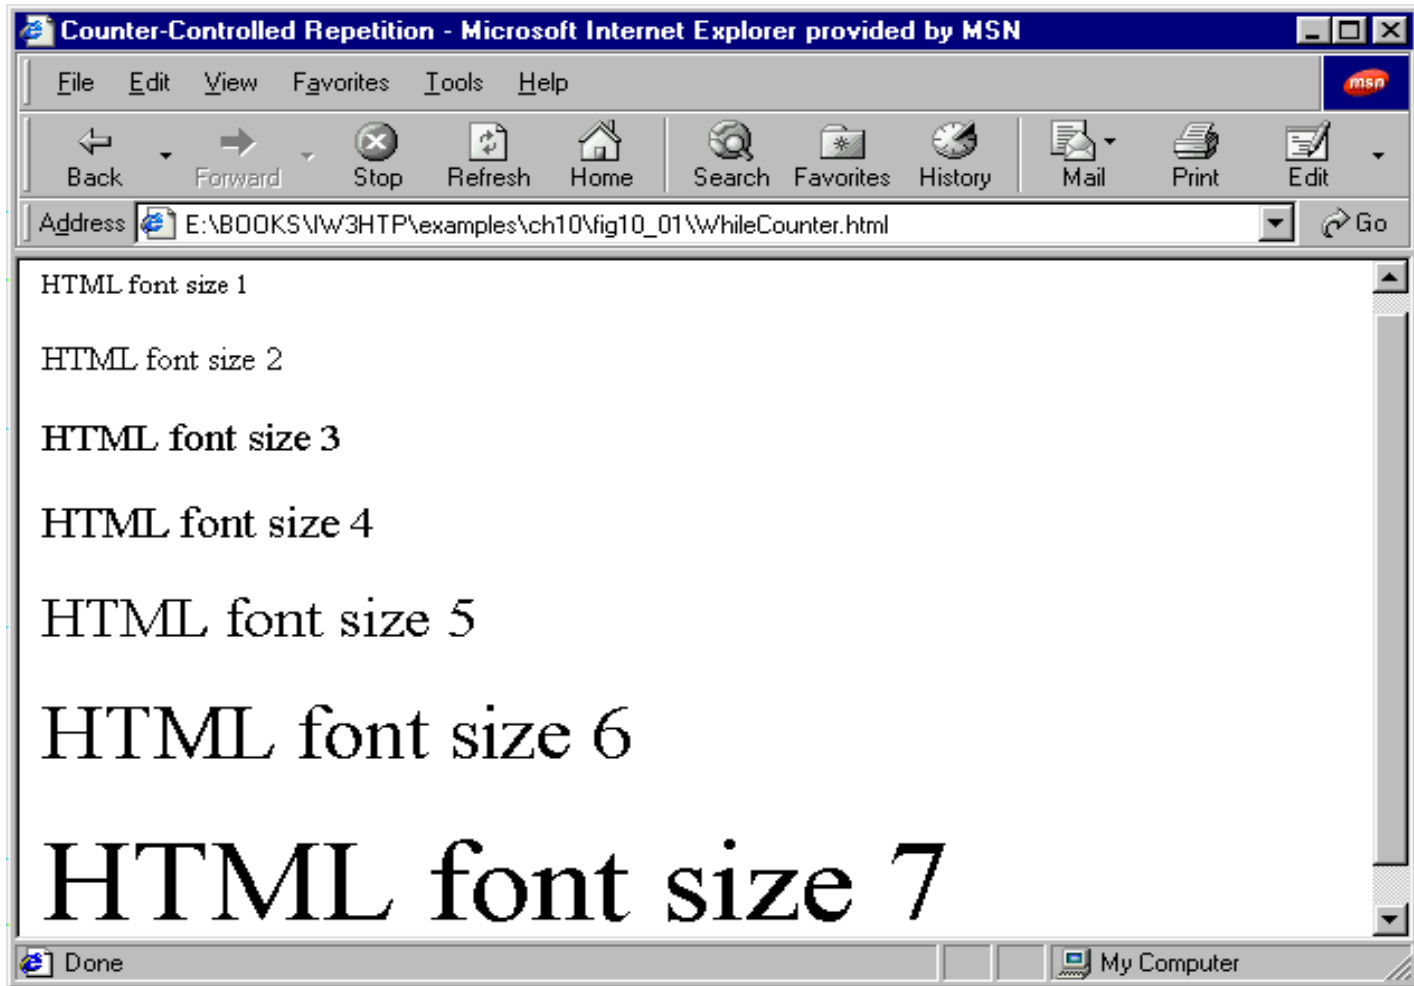 Counter-Controlled Repetition - Microsoft Internet Explorer provided by MSN
File Edit View Favorites Tools Help
msn
Back Forward Stop Refresh Home Search Favorites History Mail Print Edit
Address E:\BOOKS\IW3HTP\examples\ch10\fig10_01\WhileCounter.html Go
HTML font size 1
HTML font size 2
HTML font size 3
HTML font size 4
HTML font size 5
HTML font size 6
HTML font size 7
Done My Computer